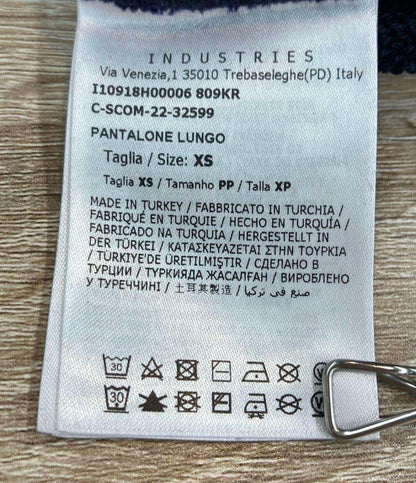 INDUSTRIES
Via Venezia,1 35010 Trebaseleghe(PD) Italy
I10918H00006 809KR
C-SCOM-22-32599
PANTALONE LUNGO
Taglia / Size: XS
Taglia XS / Tamanho PP / Talla XP
MADE IN TURKEY / FABBRICATO IN TURCHIA /
FABRIQUÉ EN TURQUIE / HECHO EN TURQUÍA /
FABRICADO NA TURQUIA / HERGESTELLT IN
DER TÜRKEI / ΚΑΤΑΣΚΕΥΑΖΕΤΑΙ ΣΤΗΝ ΤΟΥΡΚΙΑ
/ TÜRKIYE'DE ÜRETILMIŞTIR / СДЕЛАНО В
ТУРЦИИ / ТУРКИЯДА ЖАСАЛҒАН / ВИРОБЛЕНО
У ТУРЕЧЧИНІ / 土耳其製造 / صنع في تركيا
30
30